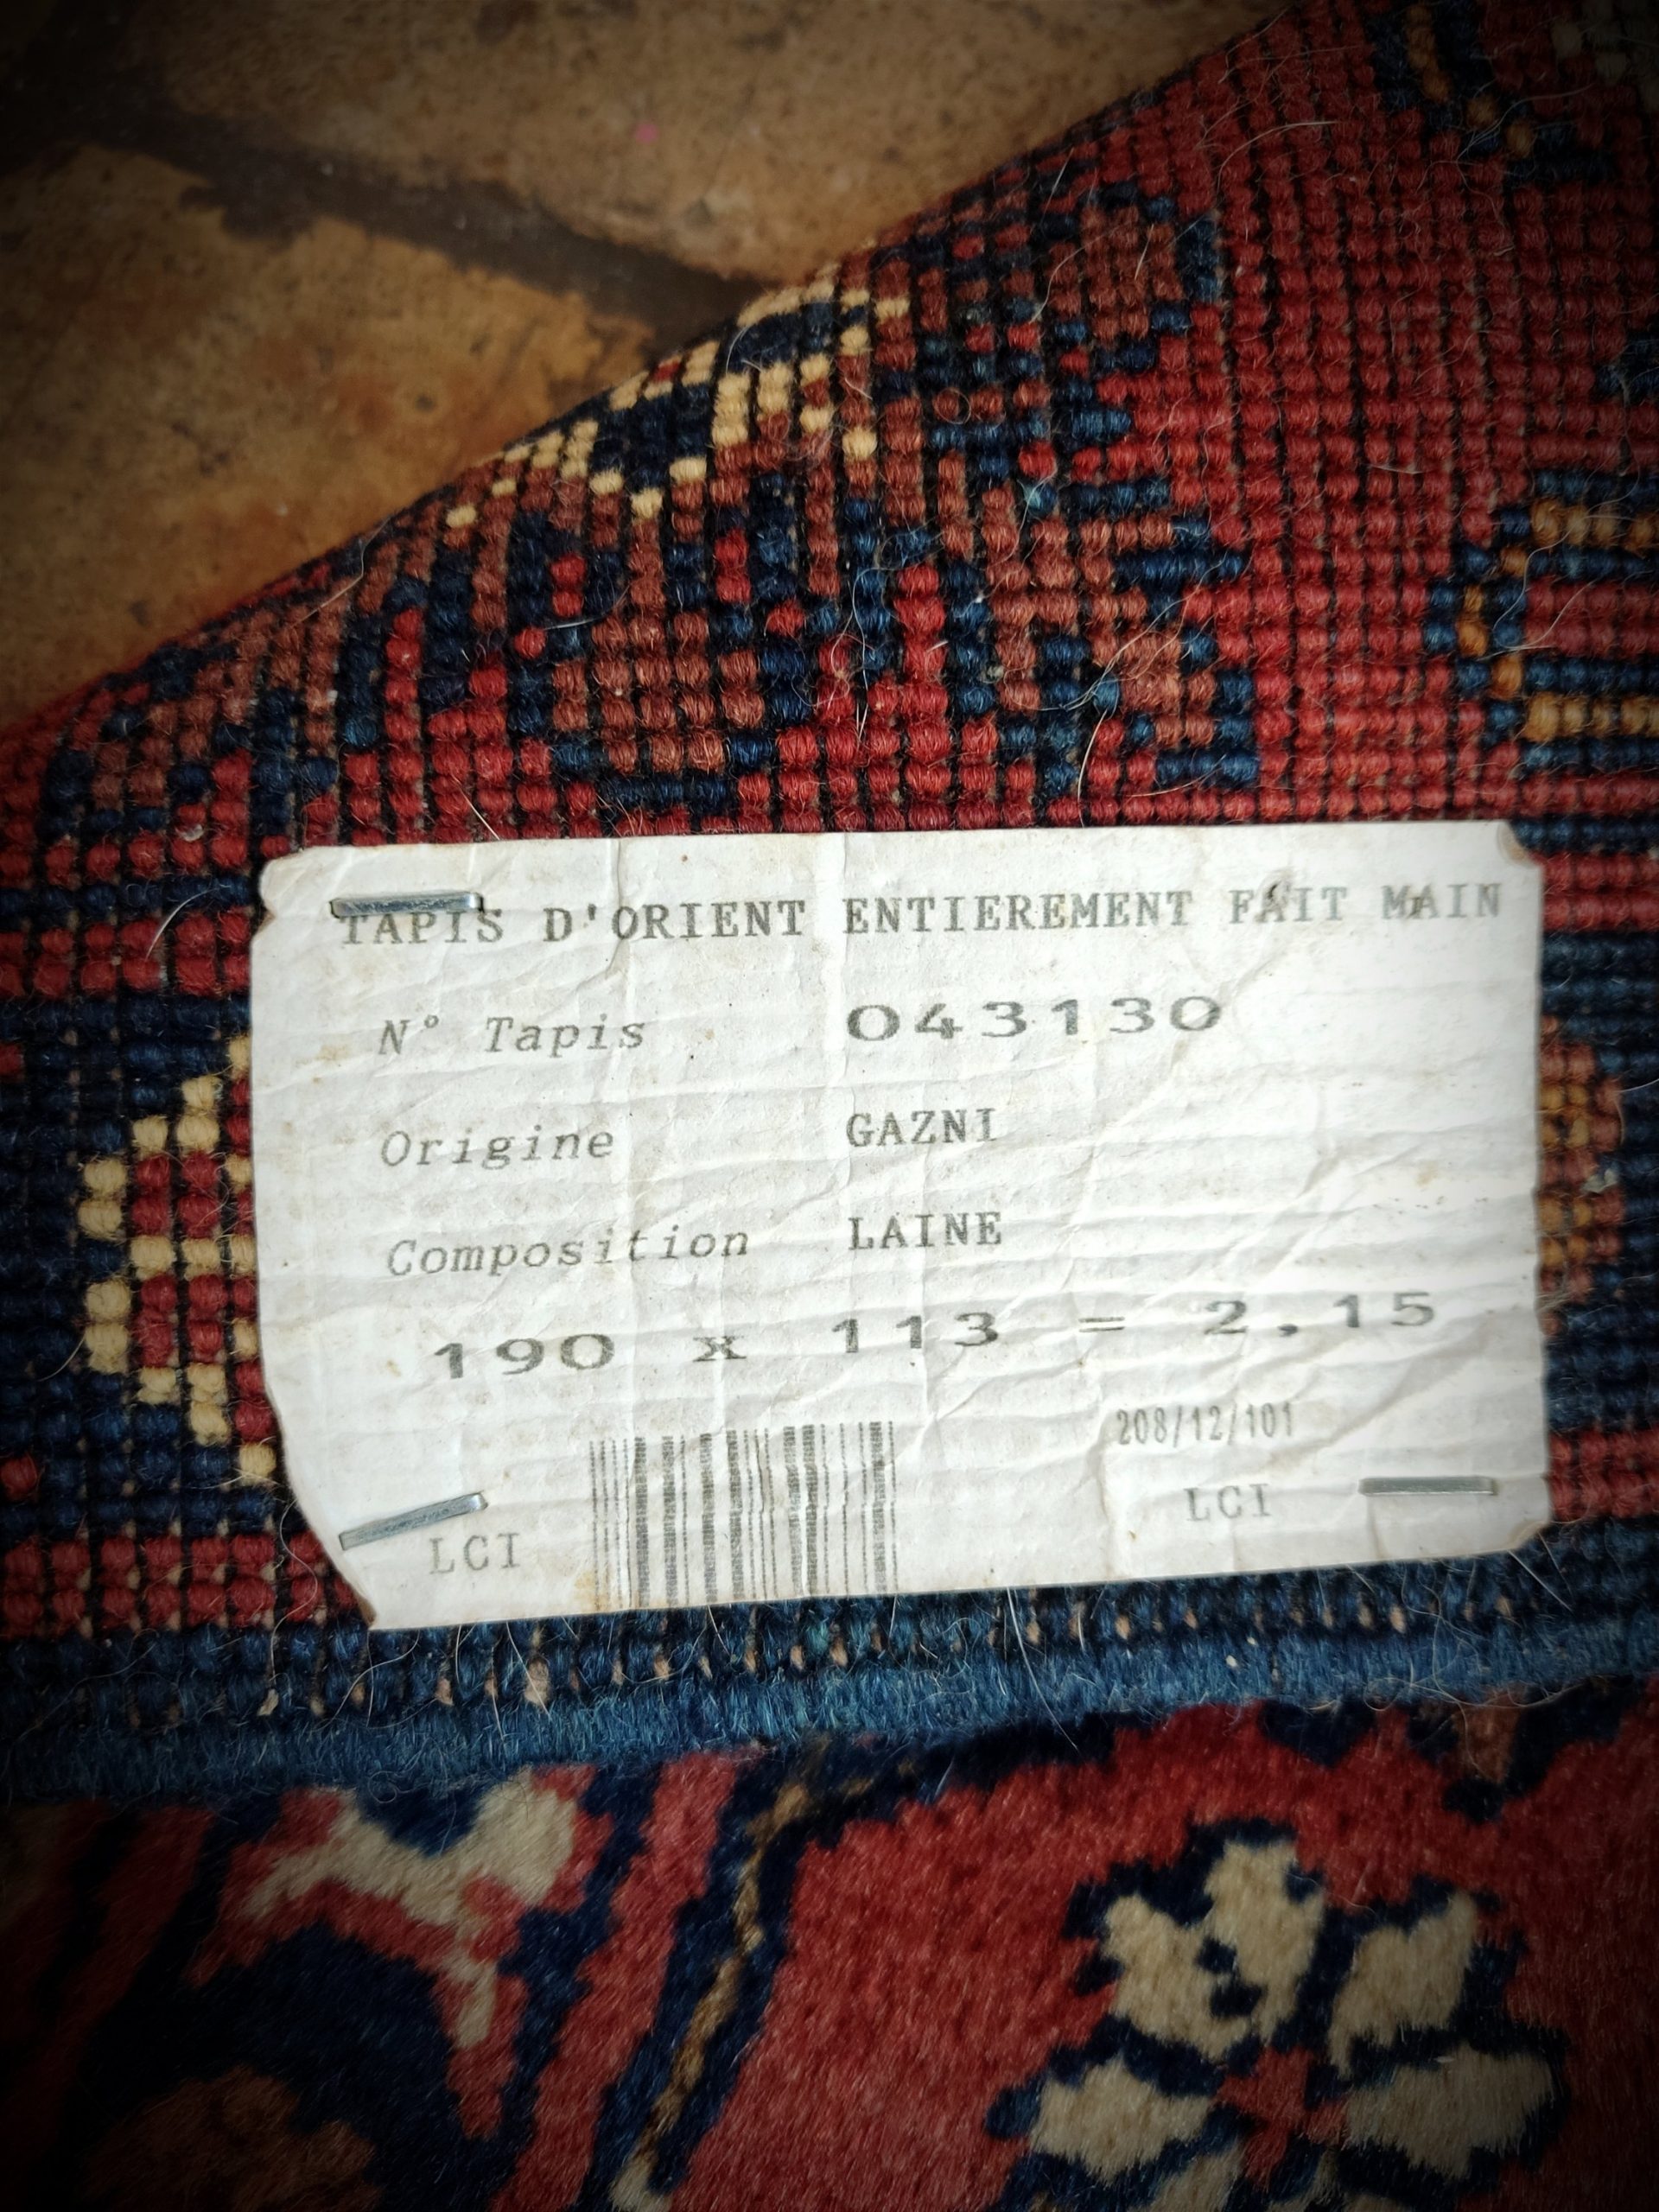 TAPIS D'ORIENT ENTIEREMENT FAIT MAIN
N° Tapis 043130
Origine GAZNI
Composition LAINE
190 x 113 = 2,15
208/12/101
LCI LCI